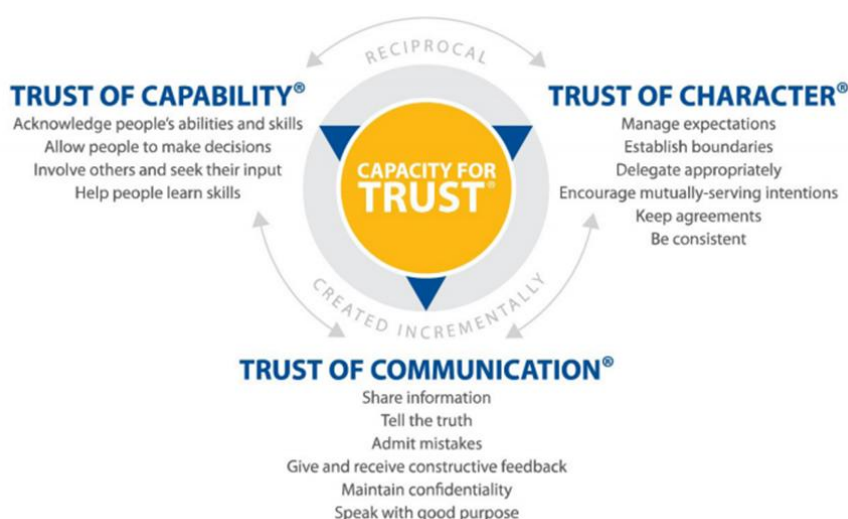 RECIPROCAL
TRUST OF CAPABILITY®
Acknowledge people's abilities and skills
Allow people to make decisions
Involve others and seek their input
Help people learn skills
TRUST OF CHARACTER®
Manage expectations
Establish boundaries
Delegate appropriately
Encourage mutually-serving intentions
Keep agreements
Be consistent
CAPACITY FOR
TRUST®
CREATED INCREMENTALLY
TRUST OF COMMUNICATION®
Share information
Tell the truth
Admit mistakes
Give and receive constructive feedback
Maintain confidentiality
Speak with good purpose